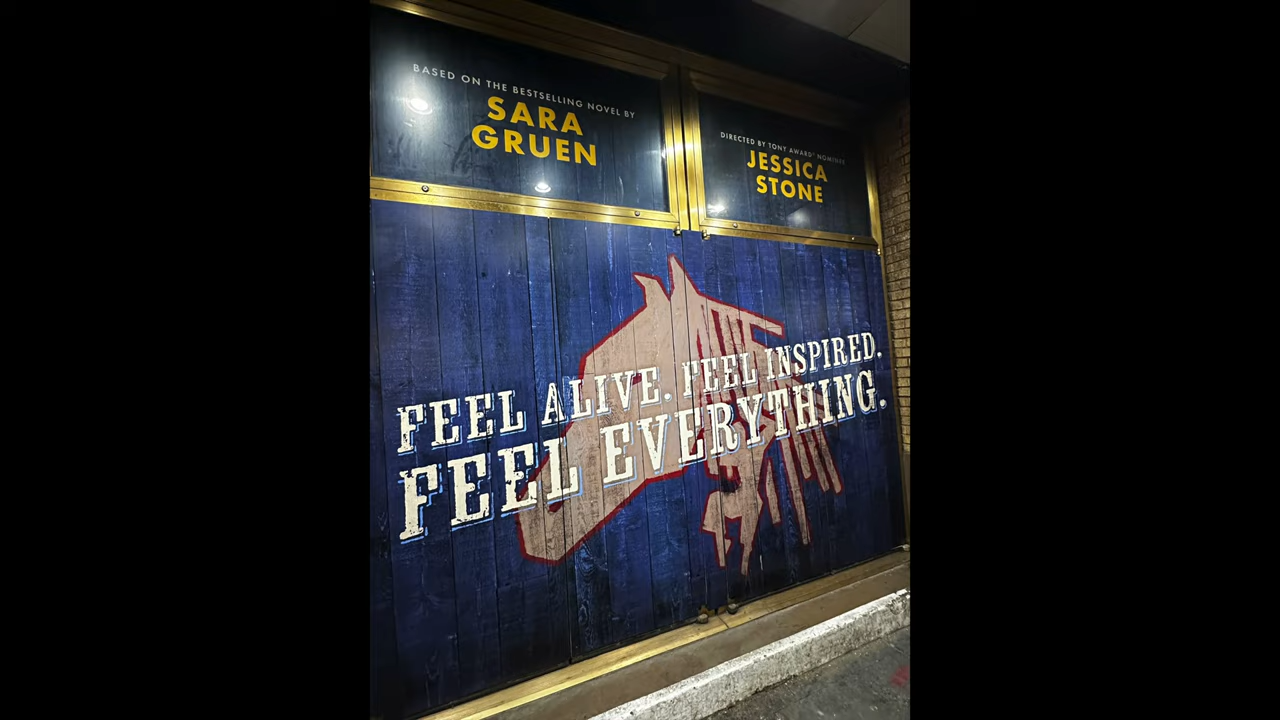 BASED ON THE BESTSELLING NOVEL BY
SARA
GRUEN
DIRECTED BY TONY AWARD® NOMINEE
JESSICA
STONE
FEEL ALIVE. FEEL INSPIRED.
FEEL EVERYTHING.